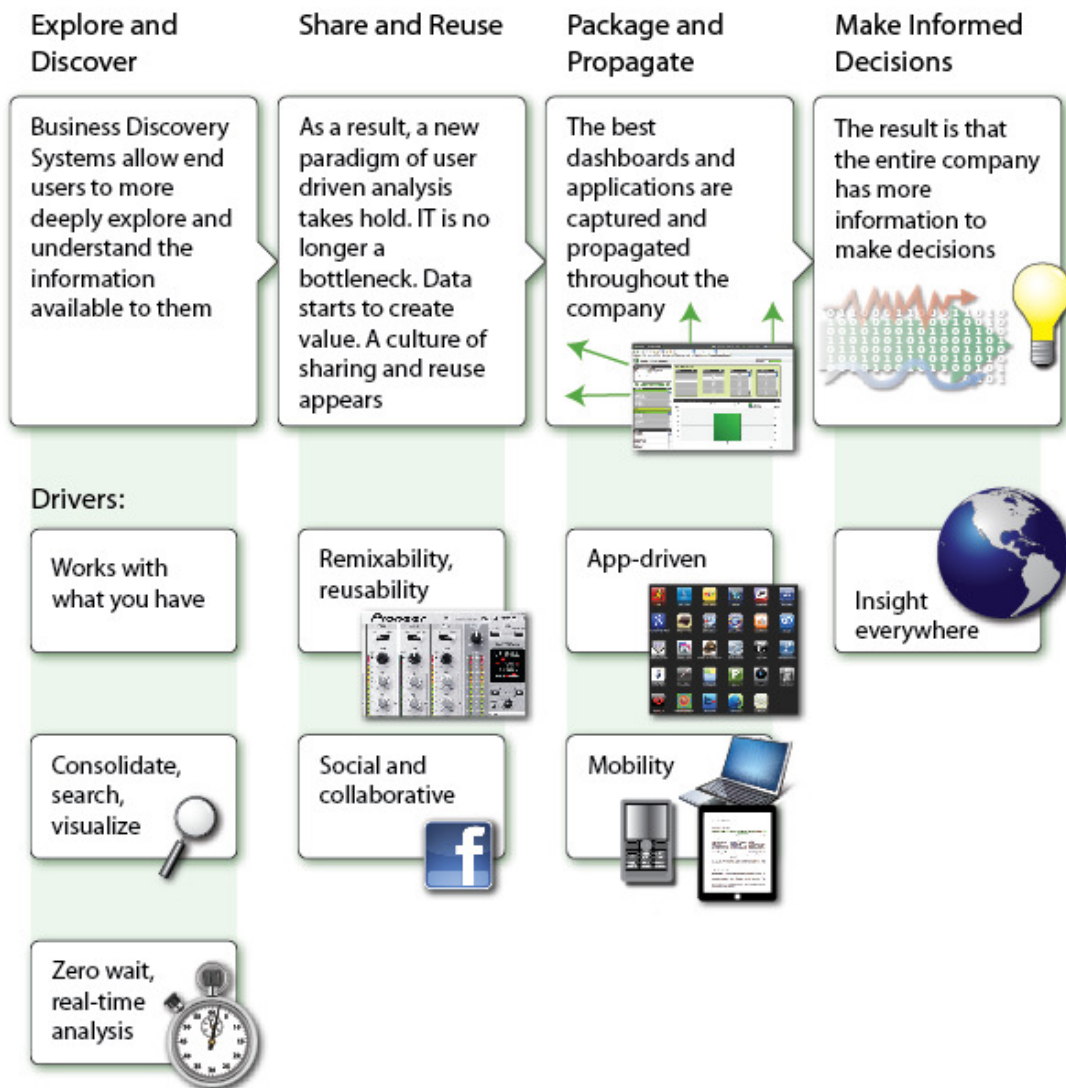 Explore and
Discover
Share and Reuse
Package and
Propagate
Make Informed
Decisions
Business Discovery
Systems allow end
users to more
deeply explore and
understand the
information
available to them
As a result, a new
paradigm of user
driven analysis
takes hold. IT is no
longer a
bottleneck. Data
starts to create
value. A culture of
sharing and reuse
appears
The best
dashboards and
applications are
captured and
propagated
throughout the
company
The result is that
the entire company
has more
information to
make decisions
Drivers:
Works with
what you have
Remixability,
reusability
Pioneer
App-driven
Insight
everywhere
Consolidate,
search,
visualize
Social and
collaborative
f
Mobility
Zero wait,
real-time
analysis